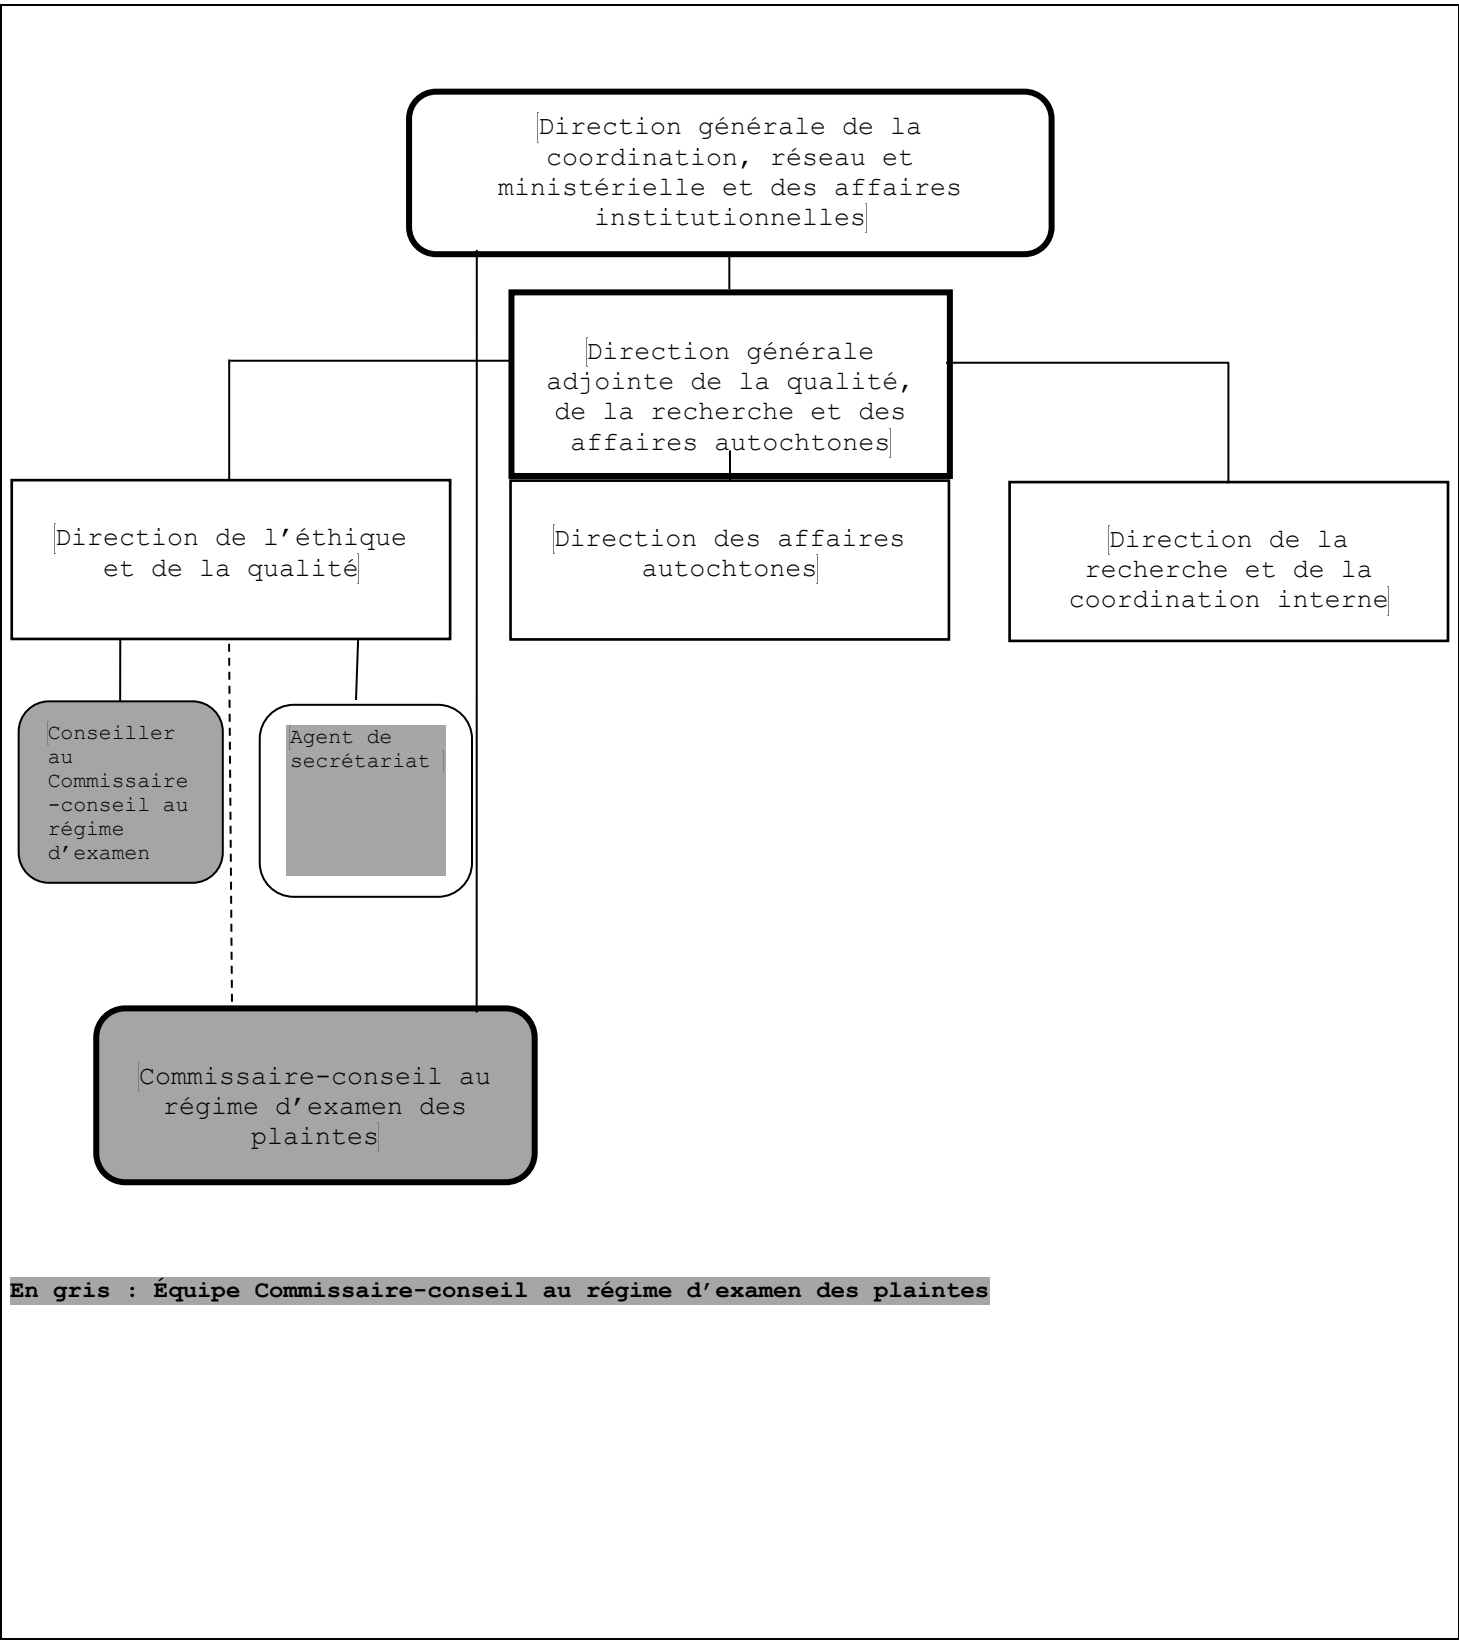 Direction générale de la
coordination, réseau et
ministérielle et des affaires
institutionnelles
Direction générale
adjointe de la qualité,
de la recherche et des
affaires autochtones
Direction de l’éthique
et de la qualité
Direction des affaires
autochtones
Direction de la
recherche et de la
coordination interne
Conseiller
au
Commissaire
-conseil au
régime
d’examen
Agent de
secrétariat
Commissaire-conseil au
régime d’examen des
plaintes
En gris : Équipe Commissaire-conseil au régime d’examen des plaintes